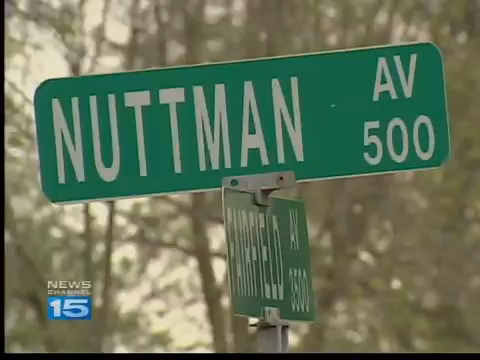 NUTTMAN AV
500
FAIRFIELD AV
3500
NEWS
CHANNEL
15